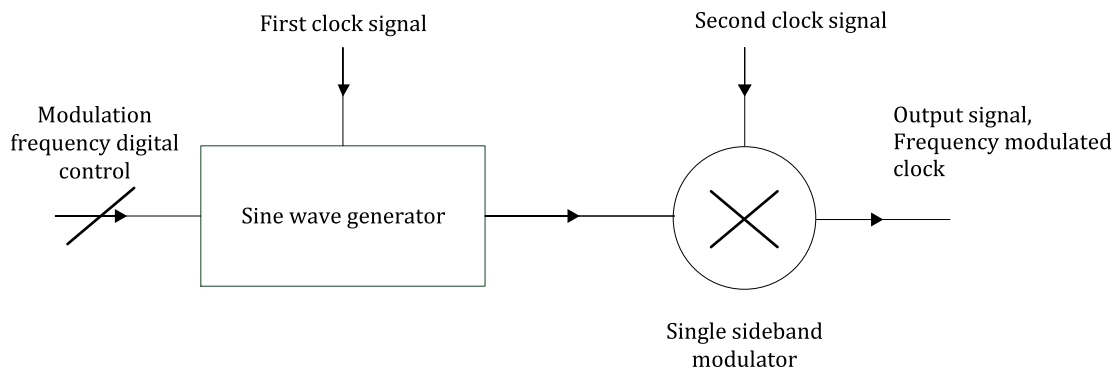 First clock signal
Second clock signal
Modulation
frequency digital
control
Output signal,
Frequency modulated
clock
Sine wave generator
Single sideband
modulator